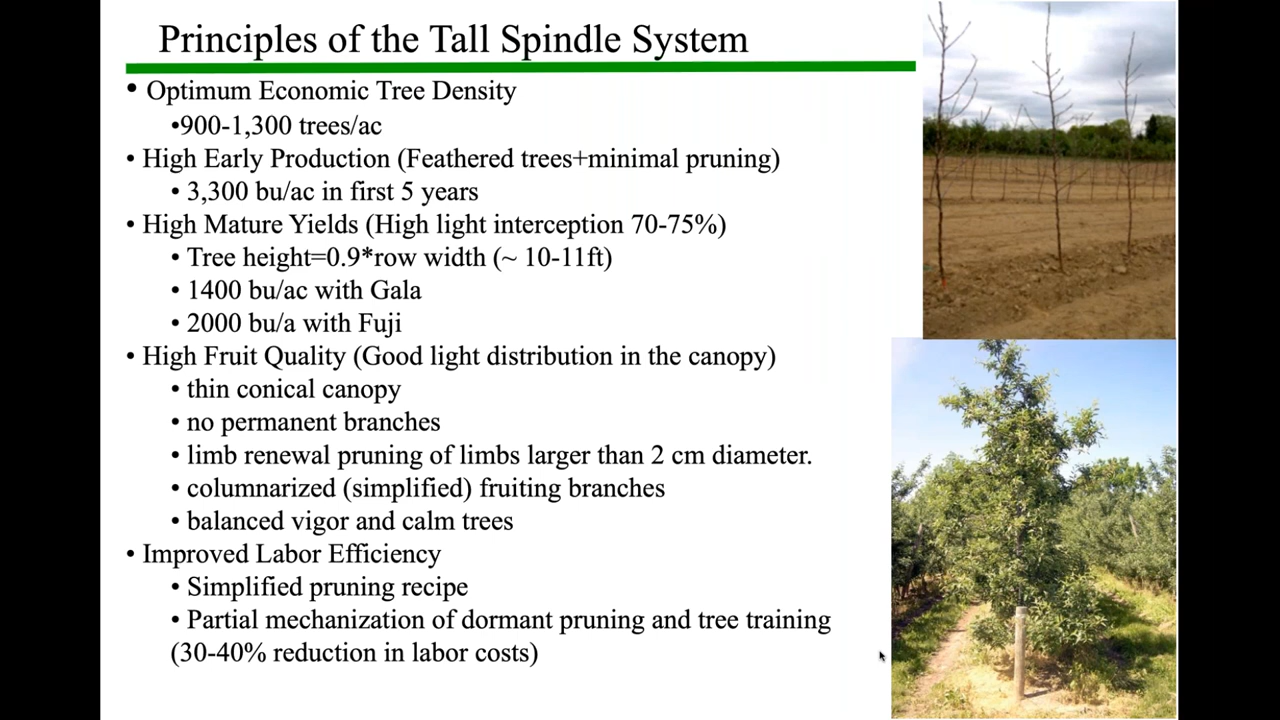 Principles of the Tall Spindle System
• Optimum Economic Tree Density
•900-1,300 trees/ac
• High Early Production (Feathered trees+minimal pruning)
• 3,300 bu/ac in first 5 years
• High Mature Yields (High light interception 70-75%)
• Tree height=0.9*row width (~ 10-11ft)
• 1400 bu/ac with Gala
• 2000 bu/a with Fuji
• High Fruit Quality (Good light distribution in the canopy)
• thin conical canopy
• no permanent branches
• limb renewal pruning of limbs larger than 2 cm diameter.
• columnarized (simplified) fruiting branches
• balanced vigor and calm trees
• Improved Labor Efficiency
• Simplified pruning recipe
• Partial mechanization of dormant pruning and tree training
(30-40% reduction in labor costs)